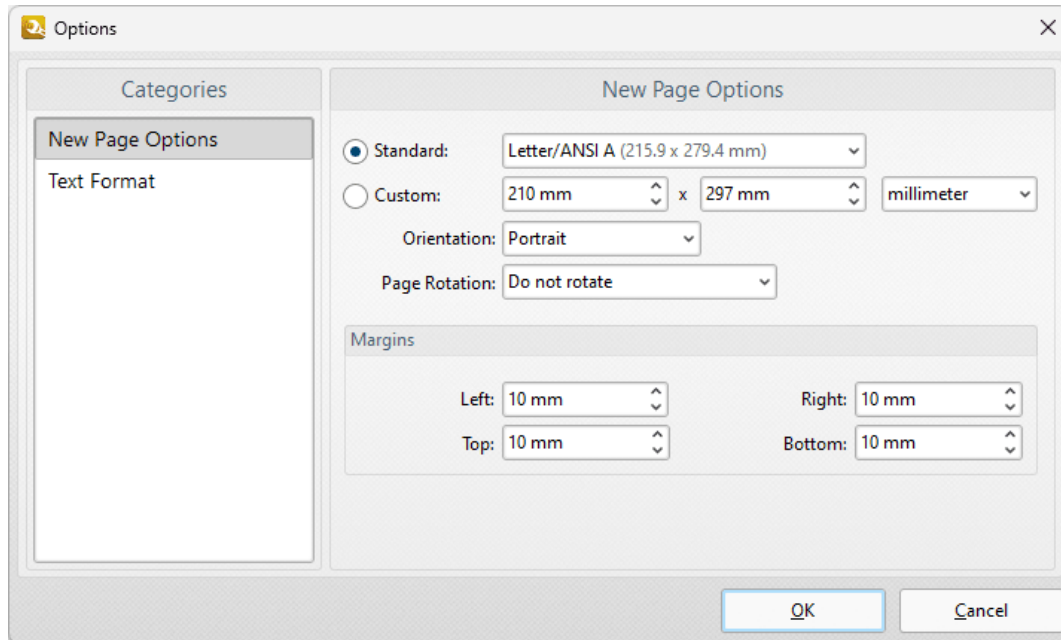 Options
Categories
New Page Options
Text Format
New Page Options
Standard: Letter/ANSI A (215.9 x 279.4 mm)
Custom: 210 mm x 297 mm millimeter
Orientation: Portrait
Page Rotation: Do not rotate
Margins
Left: 10 mm Right: 10 mm
Top: 10 mm Bottom: 10 mm
OK Cancel